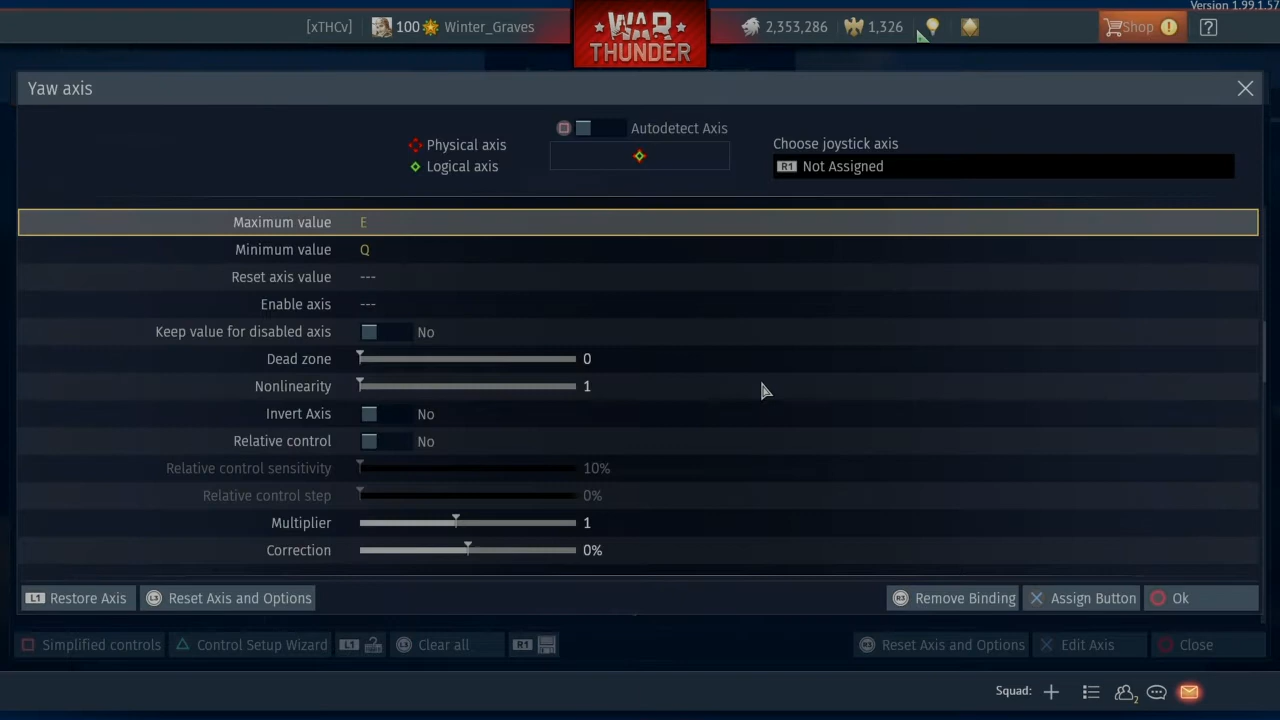 Version 1.99.1.57
[xTHCv] 100 Winter_Graves WAR THUNDER 2,353,286 1,326 Shop ! ?
Yaw axis
Autodetect Axis
Physical axis
Logical axis
Choose joystick axis
R1 Not Assigned
Maximum value E
Minimum value Q
Reset axis value ---
Enable axis ---
Keep value for disabled axis No
Dead zone 0
Nonlinearity 1
Invert Axis No
Relative control No
Relative control sensitivity 10%
Relative control step 0%
Multiplier 1
Correction 0%
L1 Restore Axis L3 Reset Axis and Options R3 Remove Binding Assign Button Ok
Simplified controls Control Setup Wizard L1 Clear all R1 Reset Axis and Options Edit Axis Close
Squad: 2